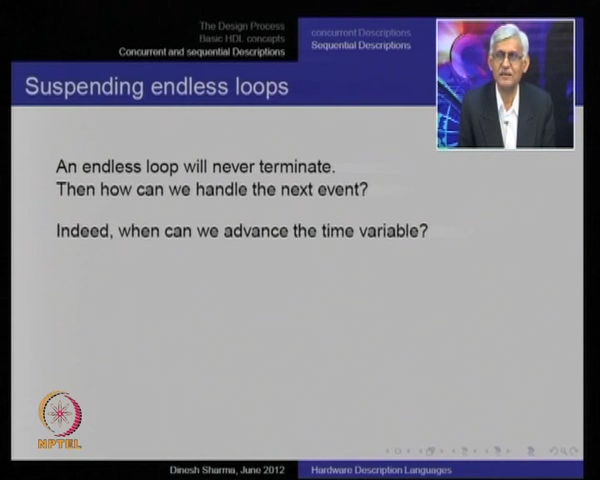 The Design Process
Basic HDL concepts
Concurrent and sequential Descriptions
concurrent Descriptions
Sequential Descriptions
Suspending endless loops
An endless loop will never terminate.
Then how can we handle the next event?
Indeed, when can we advance the time variable?
NPTEL
Dinesh Sharma, June 2012
Hardware Description Languages